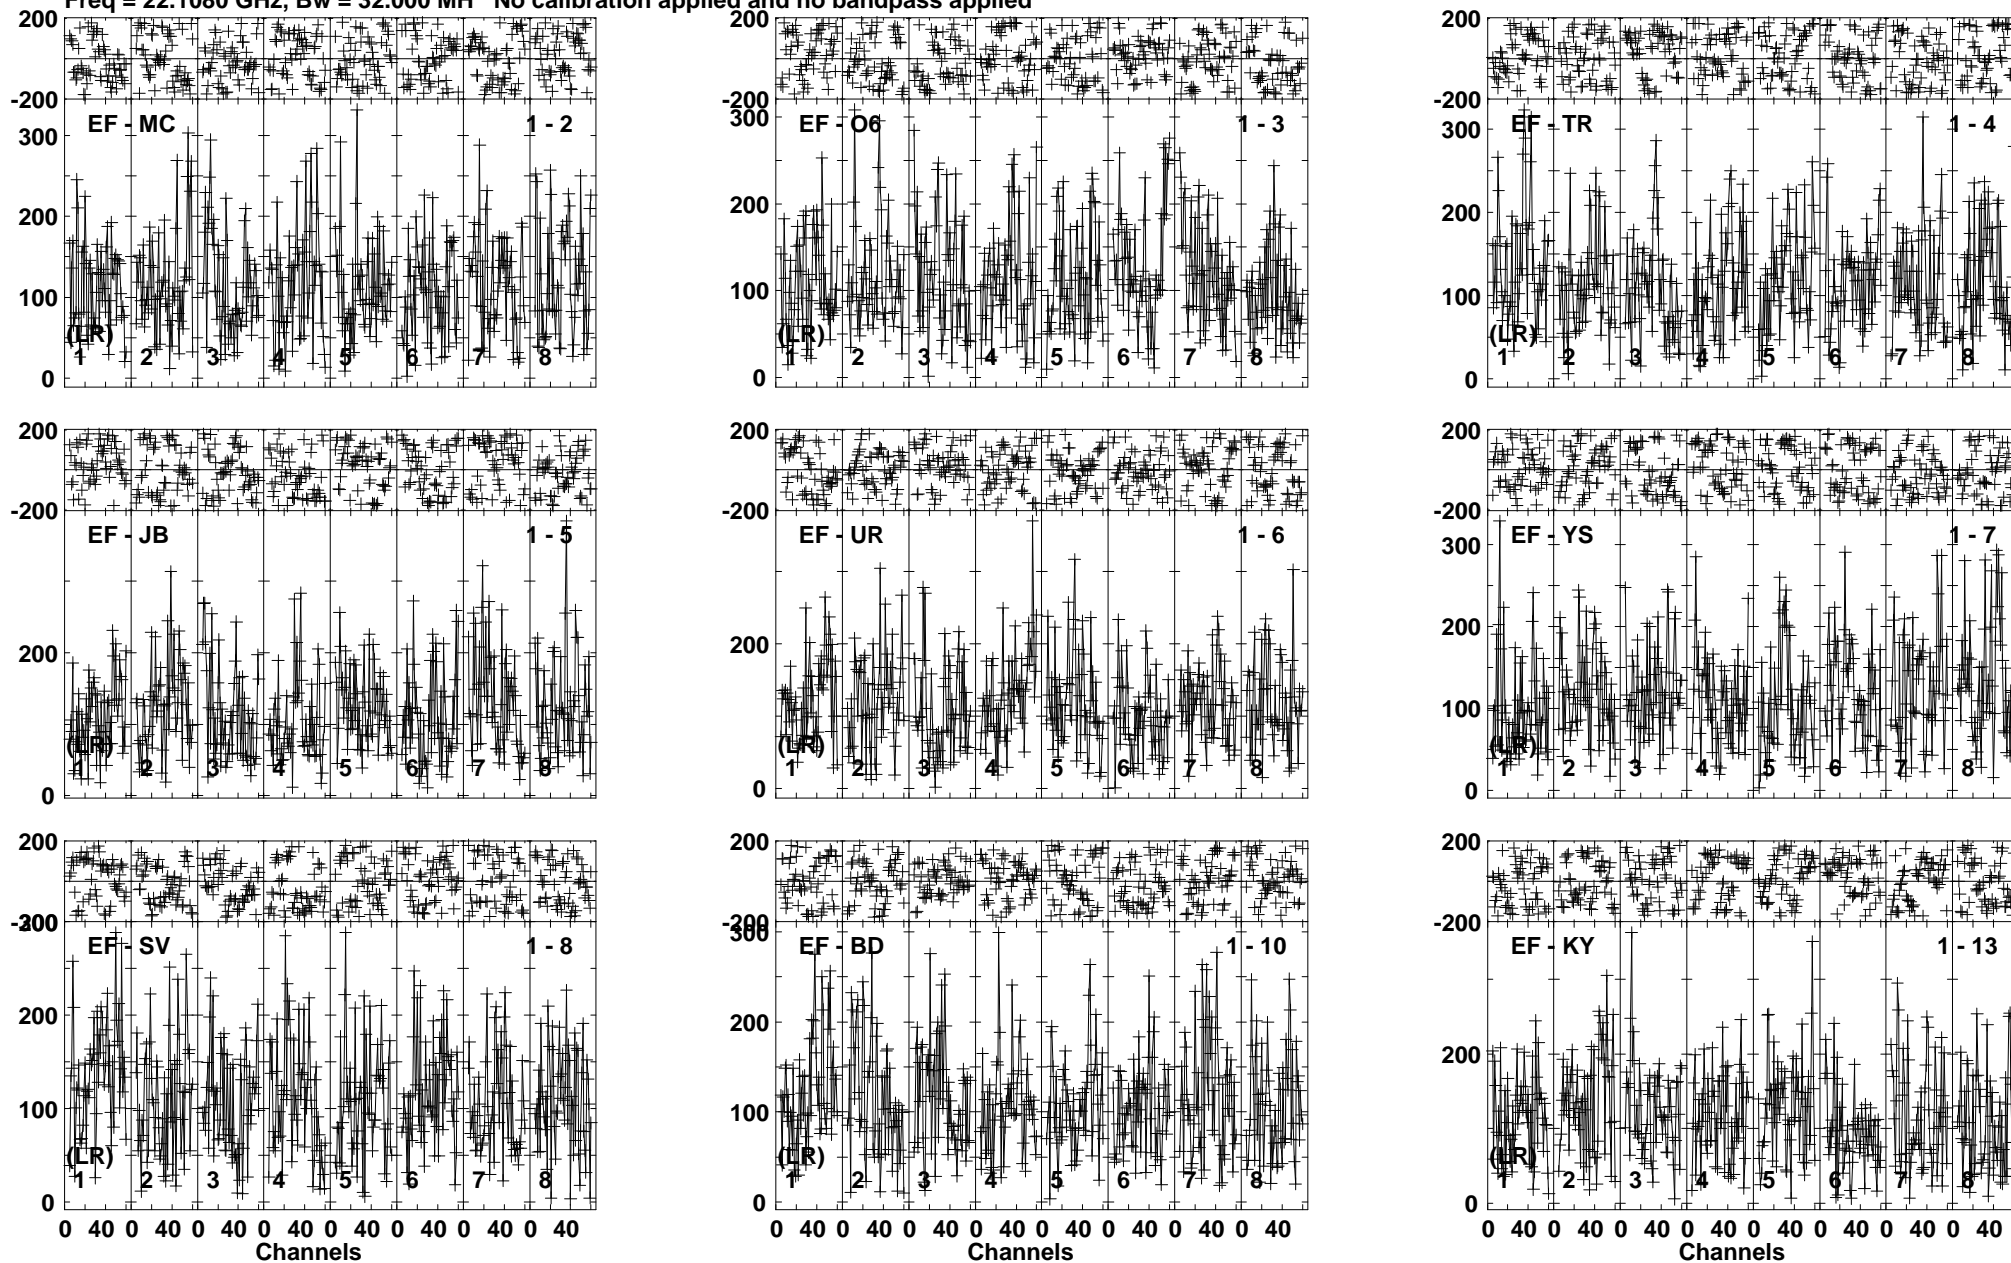 Freq = 22.1080 GHz, Bw = 32.000 MH No calibration applied and no bandpass applied
200 200 200
-200 -200 -200
EF - MC 1 - 2 EF - O6 1 - 3 EF - TR 1 - 4
300 300 300
200 200 200
100 100 100
(LR) (LR) (LR)
1 2 3 4 5 6 7 8 1 2 3 4 5 6 7 8 1 2 3 4 5 6 7 8
0 0 0
200 200 200
-200 -200 -200
EF - JB 1 - 5 EF - UR 1 - 6 EF - YS 1 - 7
300
200 200 200
100
(LR) (LR) (LR)
1 2 3 4 5 6 7 8 1 2 3 4 5 6 7 8 1 2 3 4 5 6 7 8
0 0 0
200 200 200
-200 -200 -200
300 300
EF - SV 1 - 8 EF - BD 1 - 10 EF - KY 1 - 13
200 200 200
100 100
(LR) (LR) (LR)
1 2 3 4 5 6 7 8 1 2 3 4 5 6 7 8 1 2 3 4 5 6 7 8
0 0 0
0 40 0 40 0 40 0 40 0 40 0 40 0 40 0 40 0 40 0 40 0 40 0 40 0 40 0 40 0 40 0 40 0 40 0 40 0 40 0 40 0 40 0 40 0 40 0 40
Channels Channels Channels